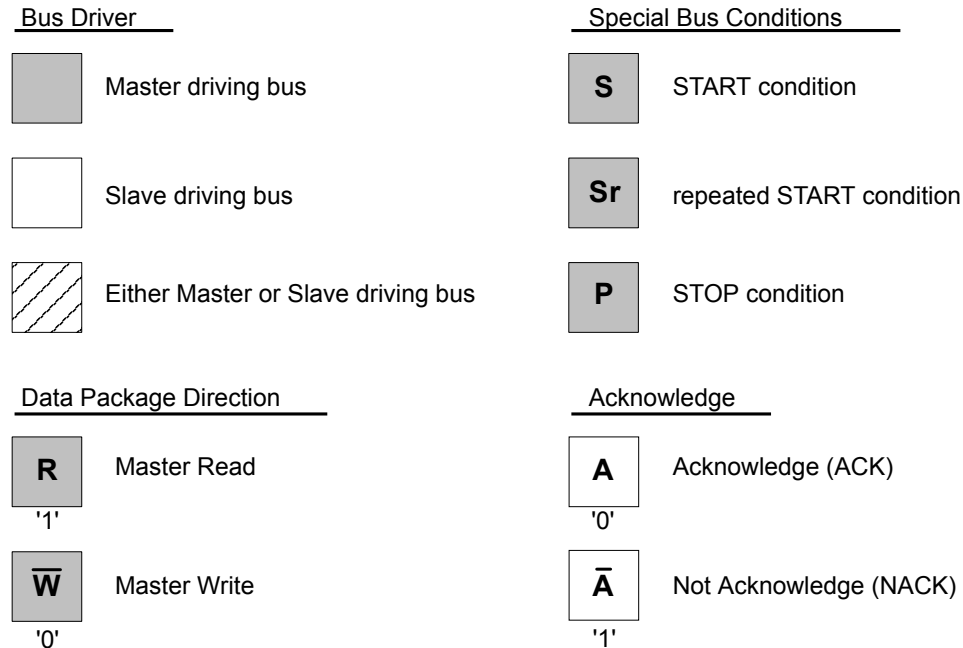 Bus Driver
Special Bus Conditions
Master driving bus
S
START condition
Slave driving bus
Sr
repeated START condition
Either Master or Slave driving bus
P
STOP condition
Data Package Direction
Acknowledge
R
Master Read
'1'
A
Acknowledge (ACK)
'0'
W̅
Master Write
'0'
A̅
Not Acknowledge (NACK)
'1'